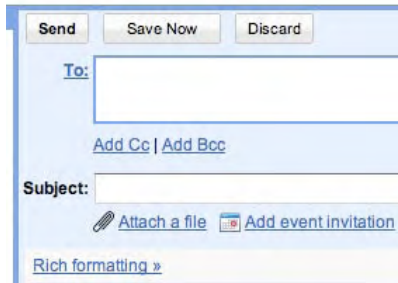 Send Save Now Discard
To:
Add Cc | Add Bcc
Subject:
Attach a file Add event invitation
Rich formatting »